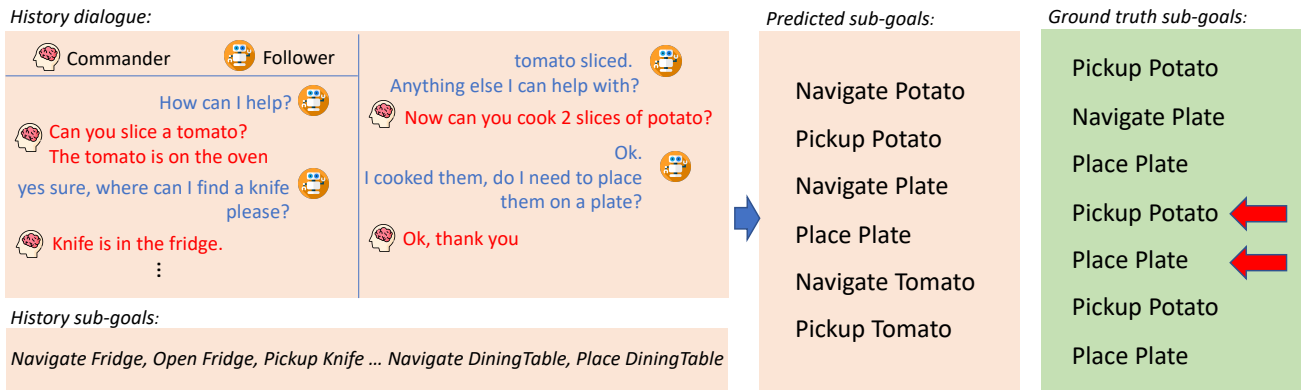 History dialogue:
Commander
Follower
How can I help?
Can you slice a tomato?
The tomato is on the oven
yes sure, where can I find a knife
please?
Knife is in the fridge.
⋮
tomato sliced.
Anything else I can help with?
Now can you cook 2 slices of potato?
Ok.
I cooked them, do I need to place
them on a plate?
Ok, thank you
History sub-goals:
Navigate Fridge, Open Fridge, Pickup Knife ... Navigate DiningTable, Place DiningTable
Predicted sub-goals:
Navigate Potato
Pickup Potato
Navigate Plate
Place Plate
Navigate Tomato
Pickup Tomato
Ground truth sub-goals:
Pickup Potato
Navigate Plate
Place Plate
Pickup Potato
Place Plate
Pickup Potato
Place Plate